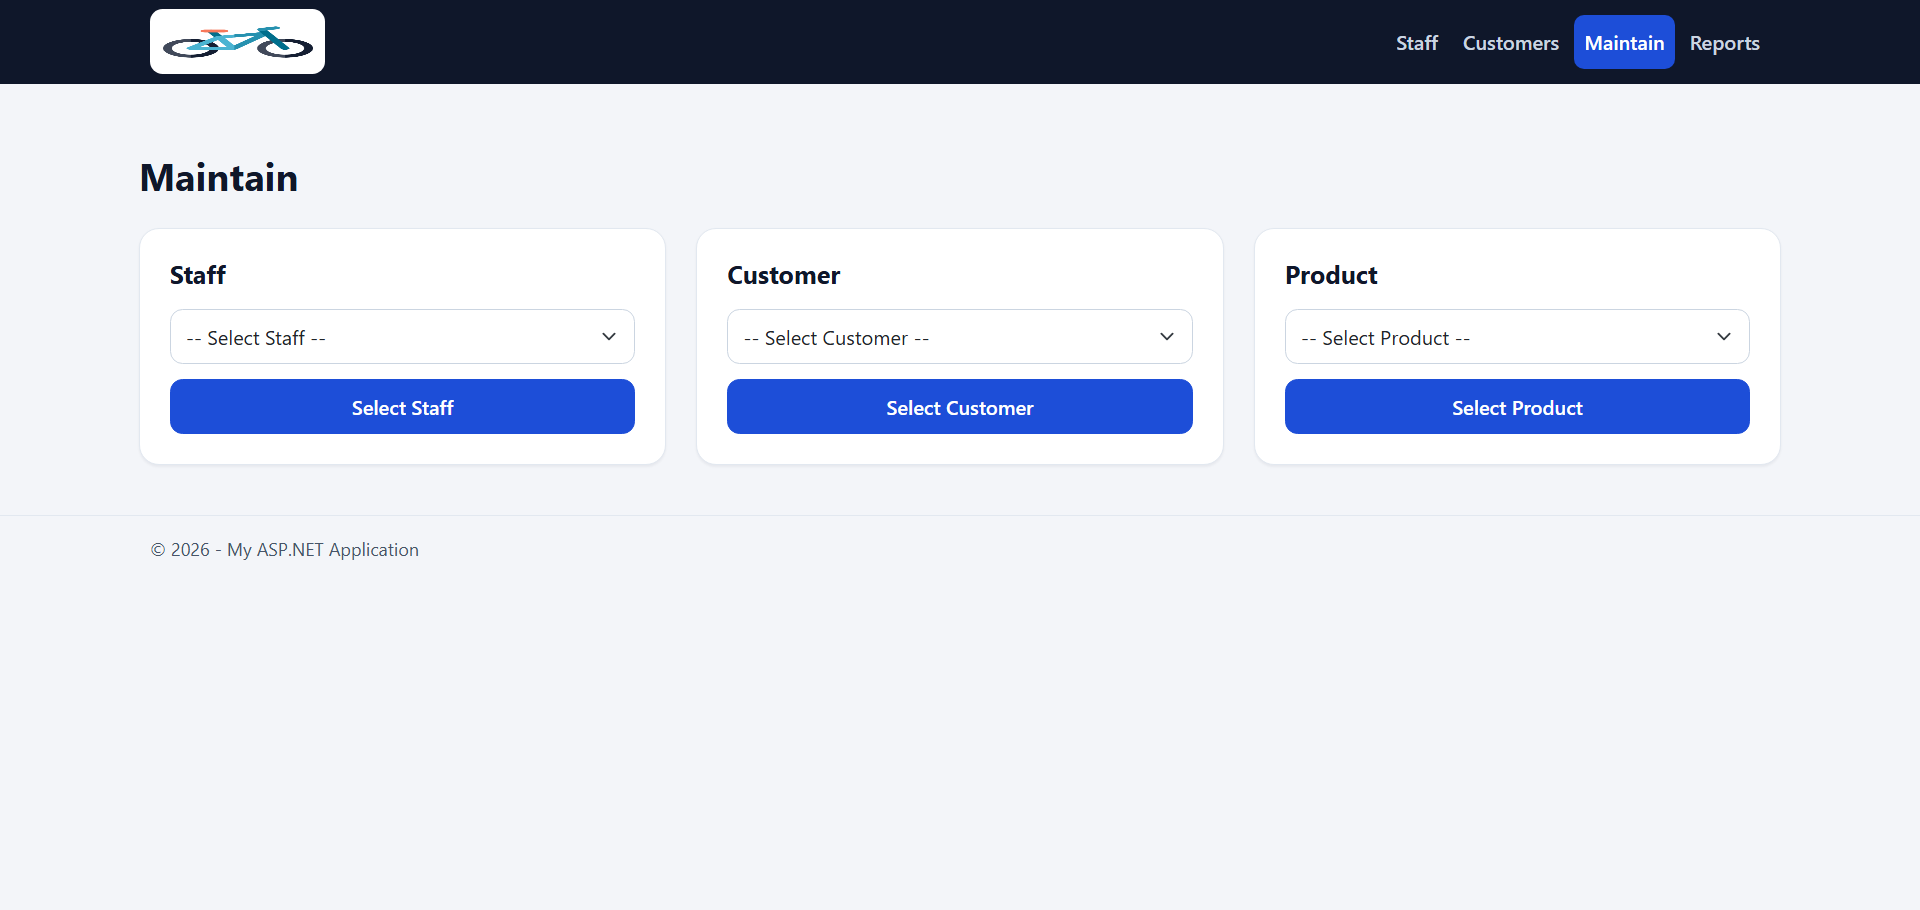 Staff Customers Maintain Reports
Maintain
Staff
-- Select Staff --
Select Staff
Customer
-- Select Customer --
Select Customer
Product
-- Select Product --
Select Product
© 2026 - My ASP.NET Application